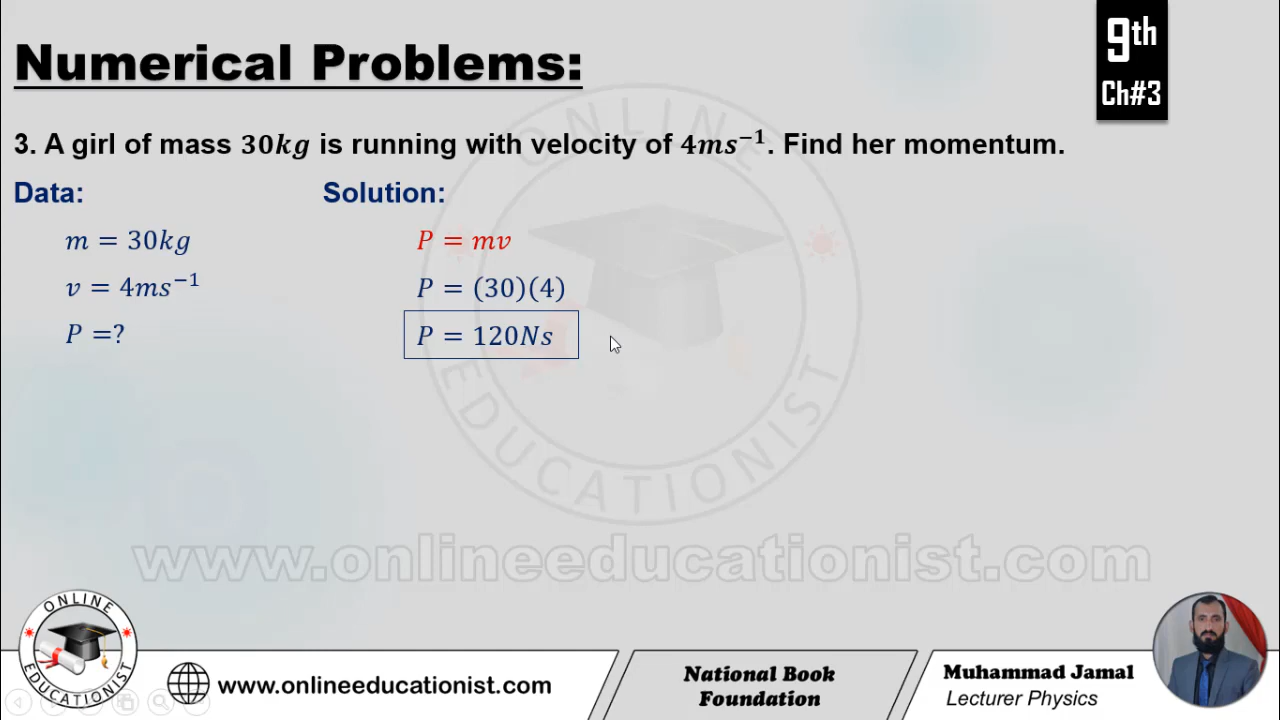 Numerical Problems:
9th
Ch#3
3. A girl of mass 30kg is running with velocity of 4ms⁻¹. Find her momentum.
Data:
Solution:
m = 30kg
P = mv
v = 4ms⁻¹
P = (30)(4)
P =?
P = 120Ns
ONLINE
EDUCATIONIST
www.onlineeducationist.com
ONLINE
EDUCATIONIST
www.onlineeducationist.com
National Book
Foundation
Muhammad Jamal
Lecturer Physics